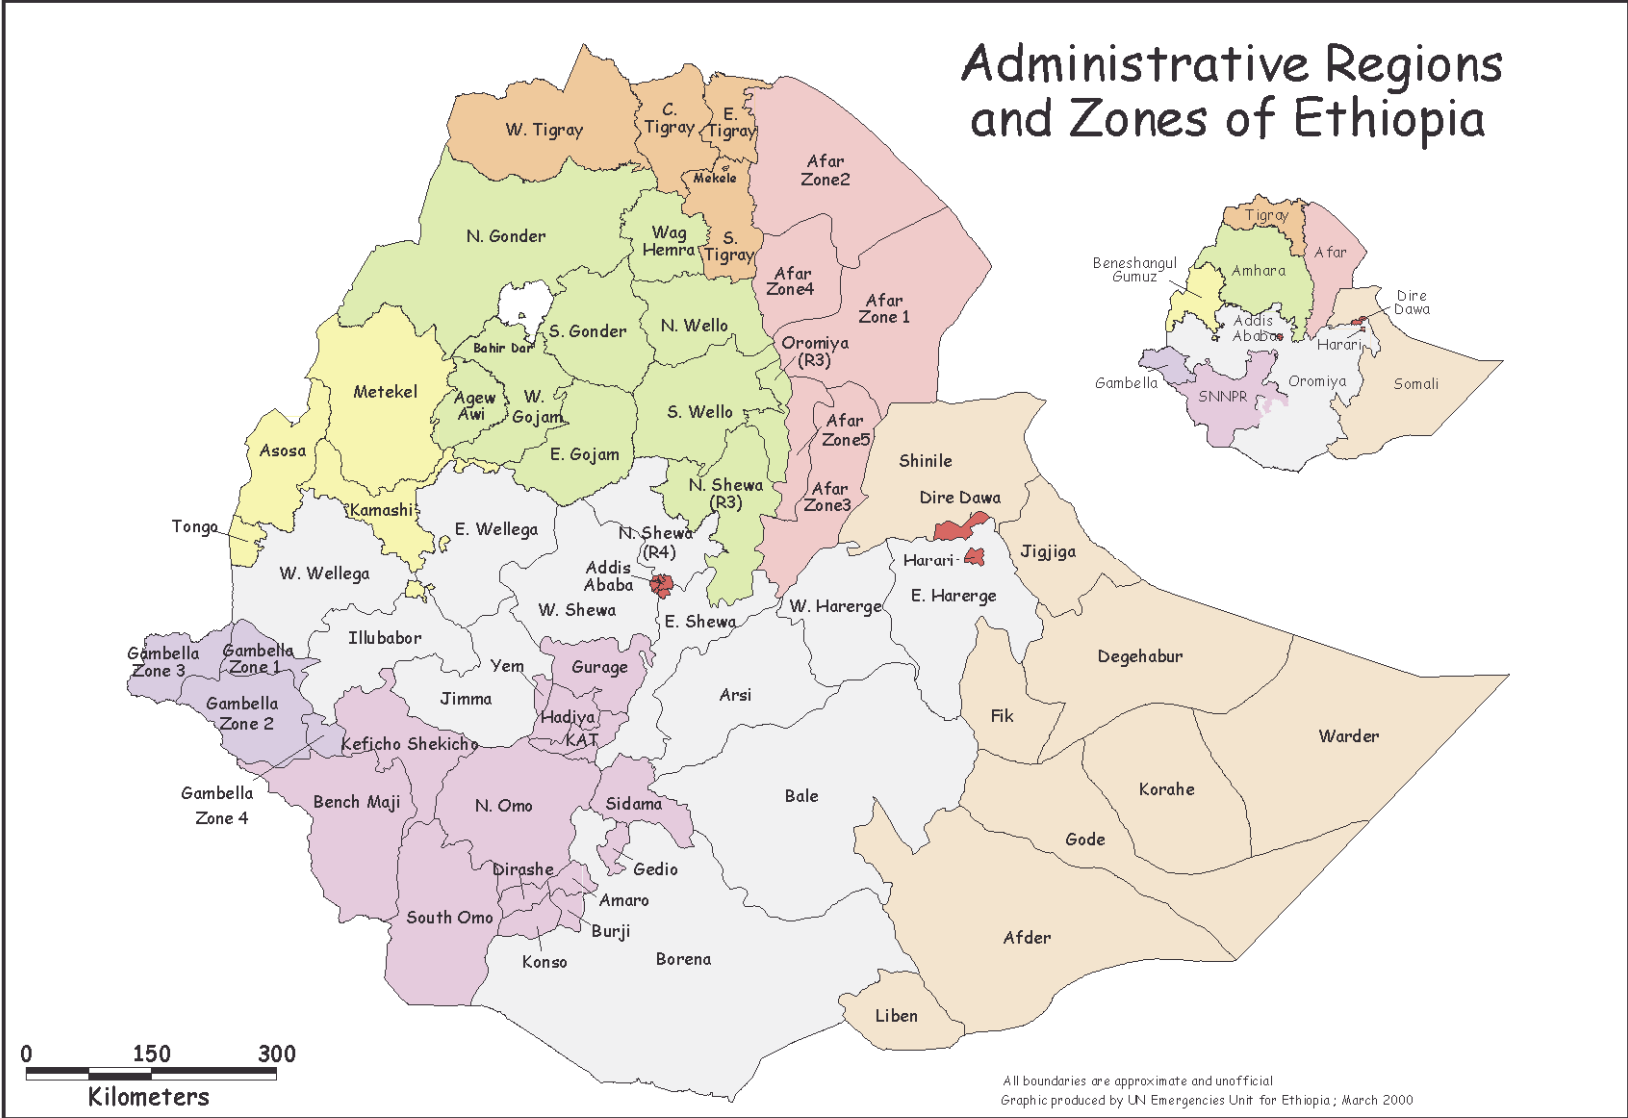 Administrative Regions
and Zones of Ethiopia
W. Tigray
C.
Tigray
E.
Tigray
Mekele
S.
Tigray
Afar
Zone2
N. Gonder
Wag
Hemra
Afar
Zone4
Afar
Zone 1
S. Gonder
N. Wello
Bahir Dar
Oromiya
(R3)
Metekel
Agew
Awi
W.
Gojam
S. Wello
Afar
Zone5
Asosa
E. Gojam
Shinile
N. Shewa
(R3)
Afar
Zone3
Dire Dawa
Kamashi
Tongo
E. Wellega
N. Shewa
(R4)
Jigjiga
Harari
W. Wellega
Addis
Ababa
W. Shewa
E. Shewa
W. Harerge
E. Harerge
Illubabor
Gambella
Zone 3
Gambella
Zone 1
Yem
Gurage
Degehabur
Jimma
Arsi
Gambella
Zone 2
Hadiya
KAT
Fik
Warder
Keficho Shekicho
Gambella
Zone 4
Bench Maji
N. Omo
Sidama
Bale
Korahe
Gode
Dirashe
Gedio
Amaro
South Omo
Burji
Konso
Borena
Afder
Liben
Tigray
Afar
Beneshangul
Gumuz
Amhara
Dire
Dawa
Addis
Ababa
Harari
Gambella
SNNPR
Oromiya
Somali
0 150 300
Kilometers
All boundaries are approximate and unofficial
Graphic produced by UN Emergencies Unit for Ethiopia; March 2000